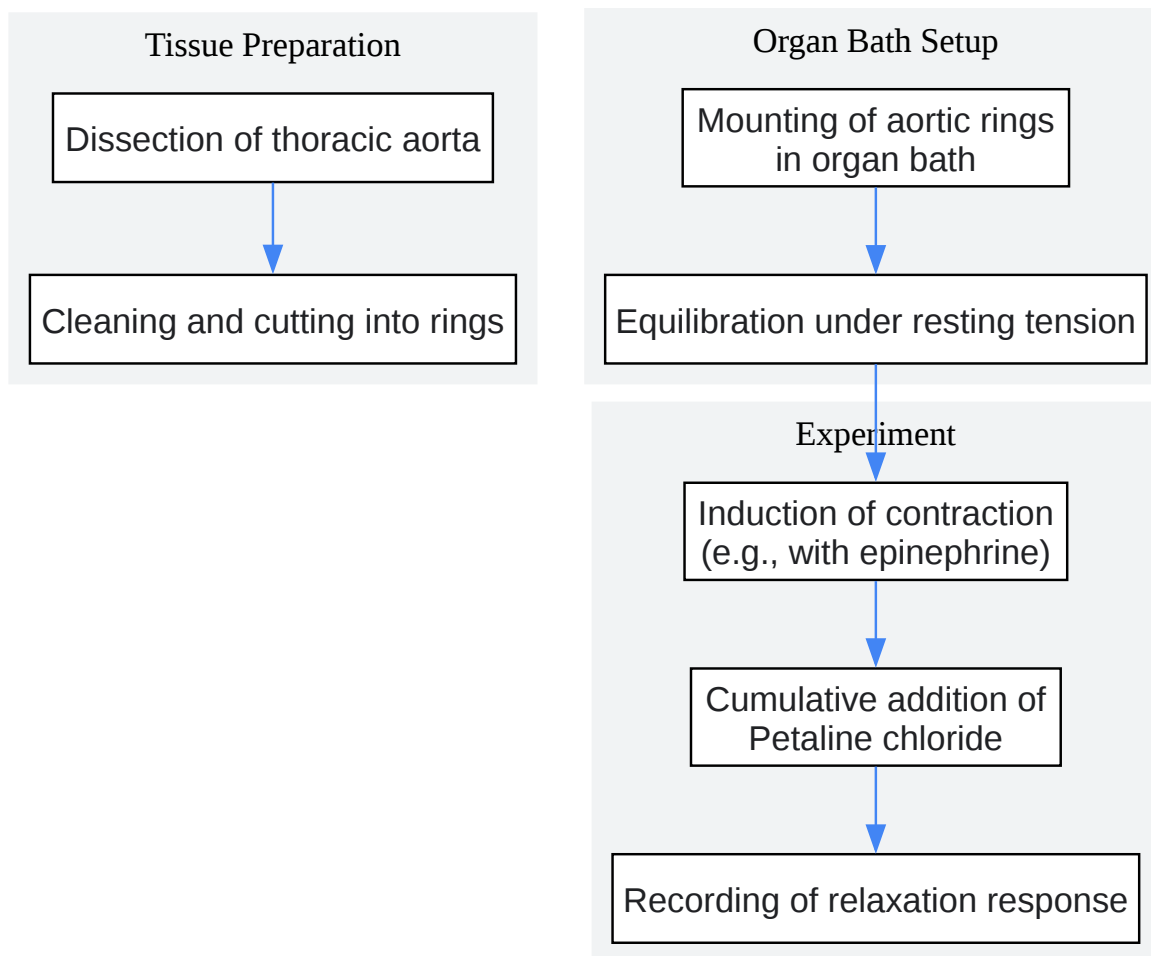 Tissue Preparation
Dissection of thoracic aorta
Cleaning and cutting into rings
Organ Bath Setup
Mounting of aortic rings
in organ bath
Equilibration under resting tension
Experiment
Induction of contraction
(e.g., with epinephrine)
Cumulative addition of
Petaline chloride
Recording of relaxation response